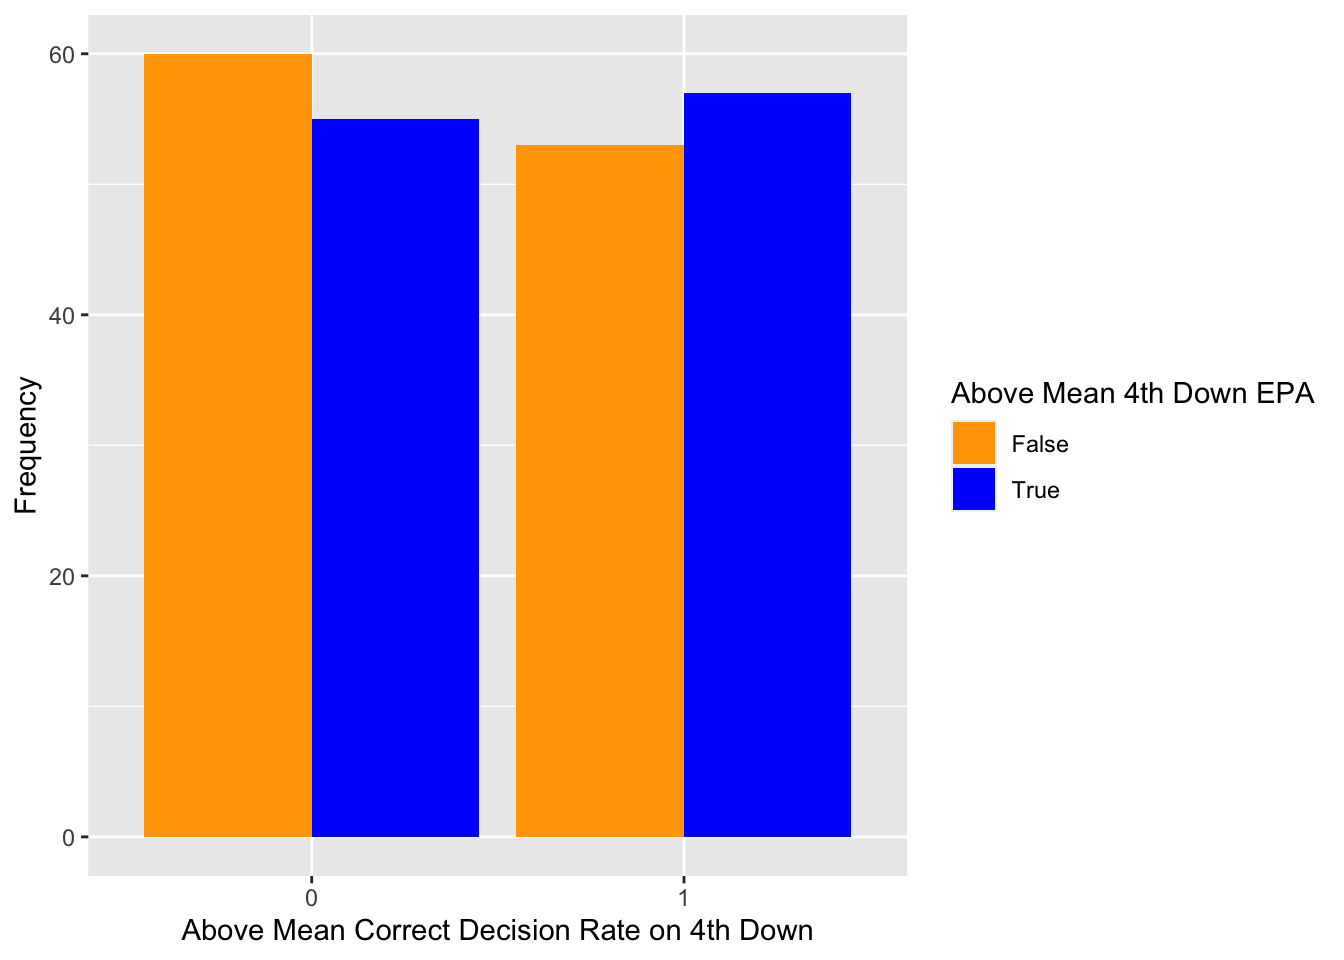 60
40
20
0
Frequency
0 1
Above Mean Correct Decision Rate on 4th Down
Above Mean 4th Down EPA
False
True